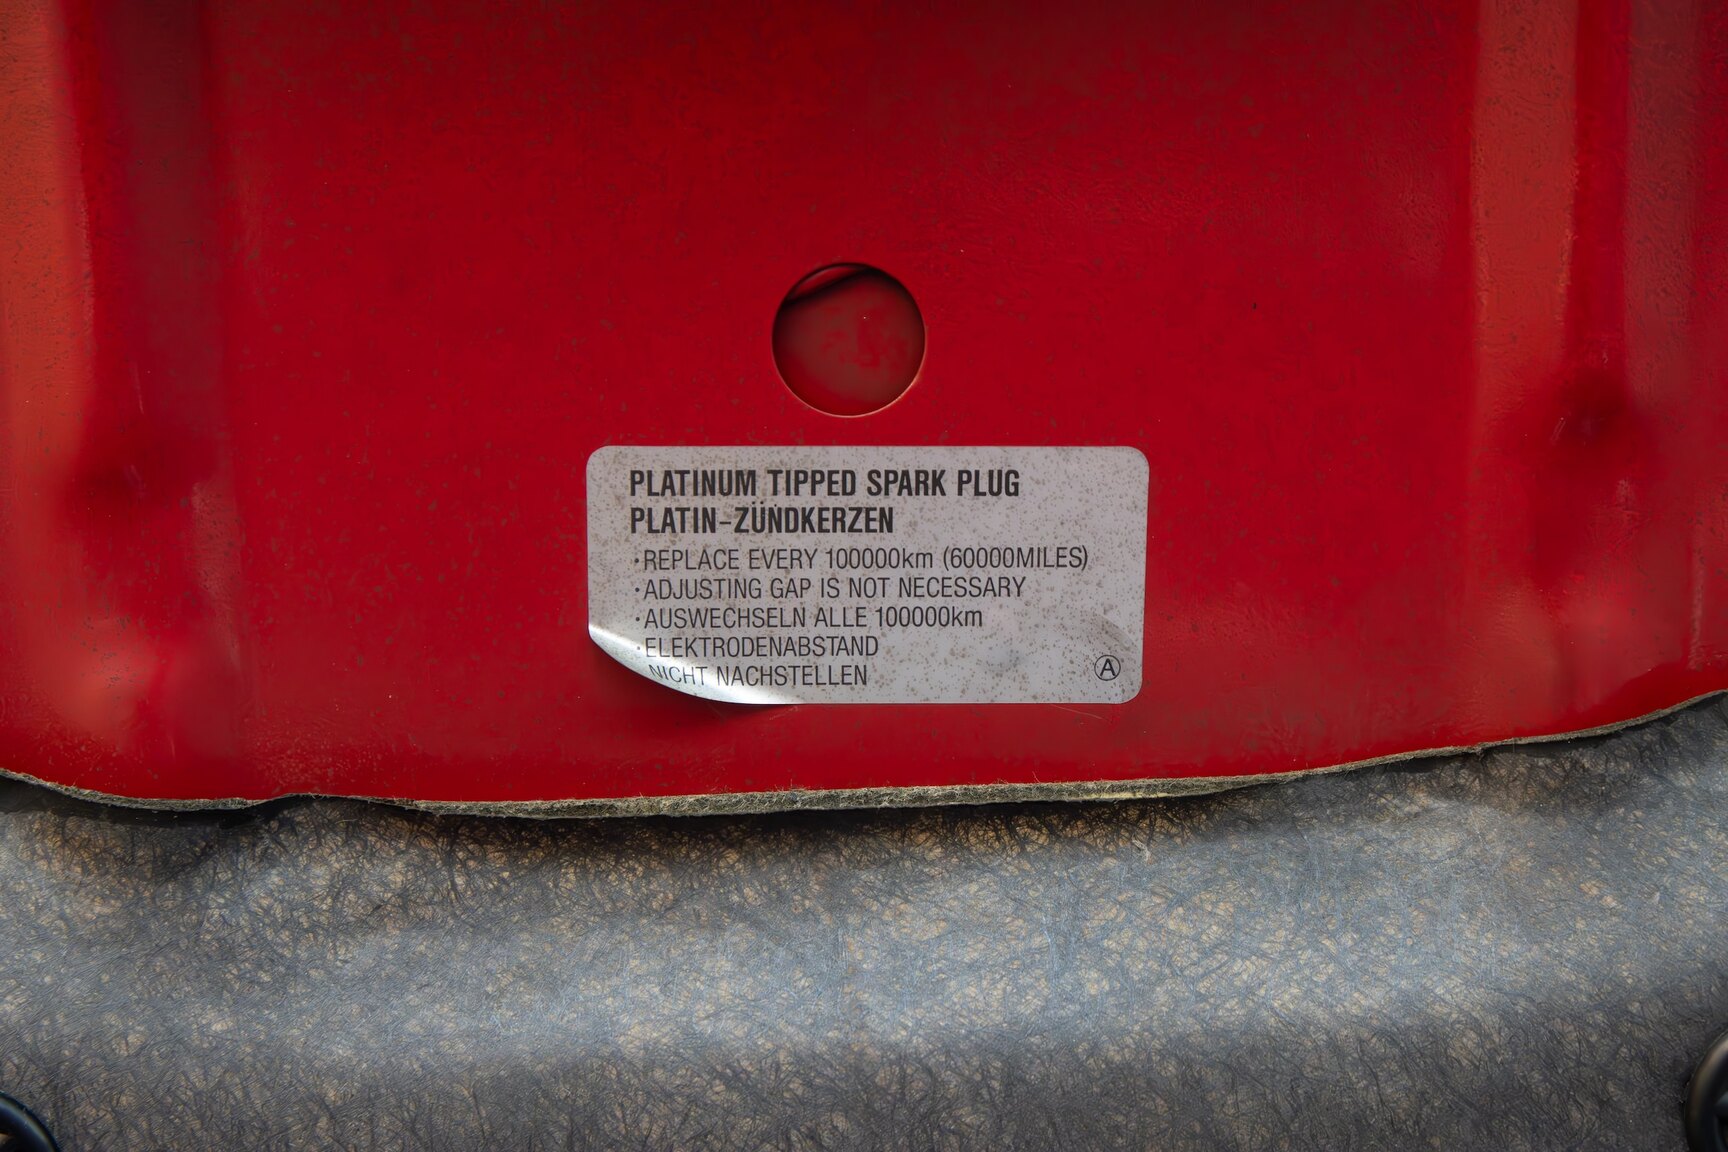 PLATINUM TIPPED SPARK PLUG
PLATIN-ZÜNDKERZEN
·REPLACE EVERY 100000km (60000MILES)
·ADJUSTING GAP IS NOT NECESSARY
·AUSWECHSELN ALLE 100000km
·ELEKTRODENABSTAND
NICHT NACHSTELLEN
Ⓐ